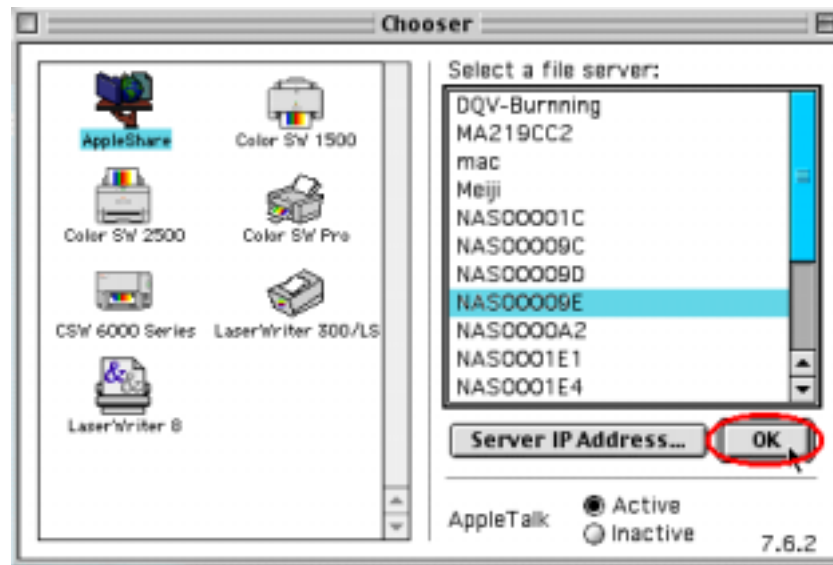 Chooser
AppleShare
Color SW 1500
Color SW 2500
Color SW Pro
CSW 6000 Series
LaserWriter 300/LS
LaserWriter 8
Select a file server:
DQV-Burnning
MA219CC2
mac
Meiji
NAS00001C
NAS00009C
NAS00009D
NAS00009E
NAS0000A2
NAS0001E1
NAS0001E4
Server IP Address...
OK
AppleTalk
Active
Inactive
7.6.2